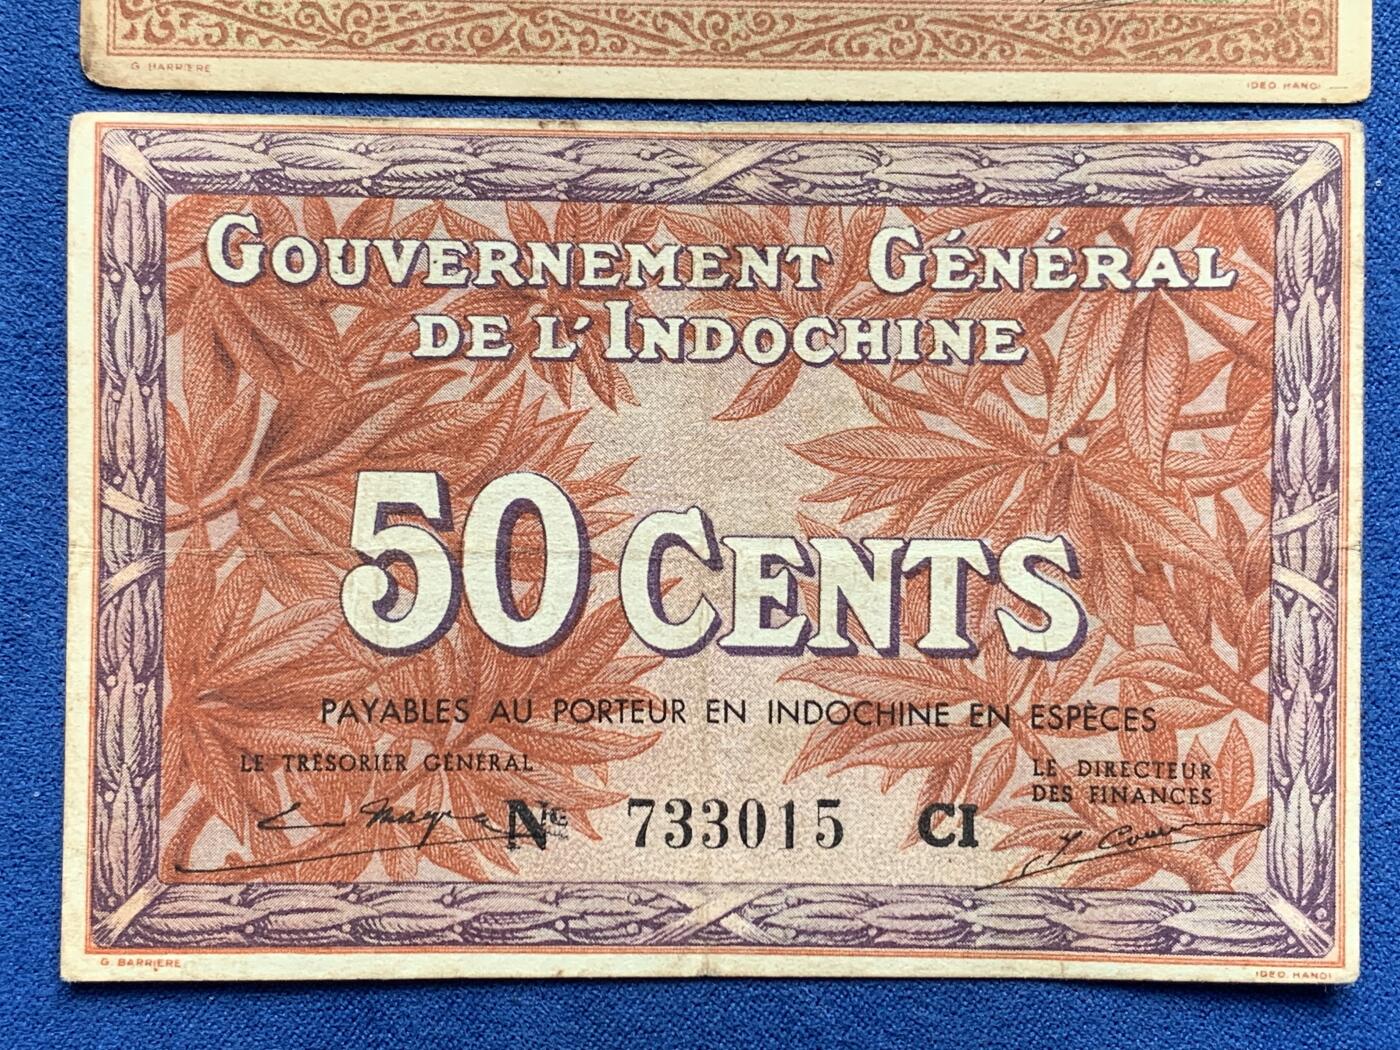 G BARRIERE
IDEO HANOI
GOUVERNEMENT GÉNÉRAL
DE L'INDOCHINE
50 CENTS
PAYABLES AU PORTEUR EN INDOCHINE EN ESPÈCES
LE TRÉSORIER GÉNÉRAL
LE DIRECTEUR
DES FINANCES
N 733015 CI
G. BARRIERE
IDEO. HANOI